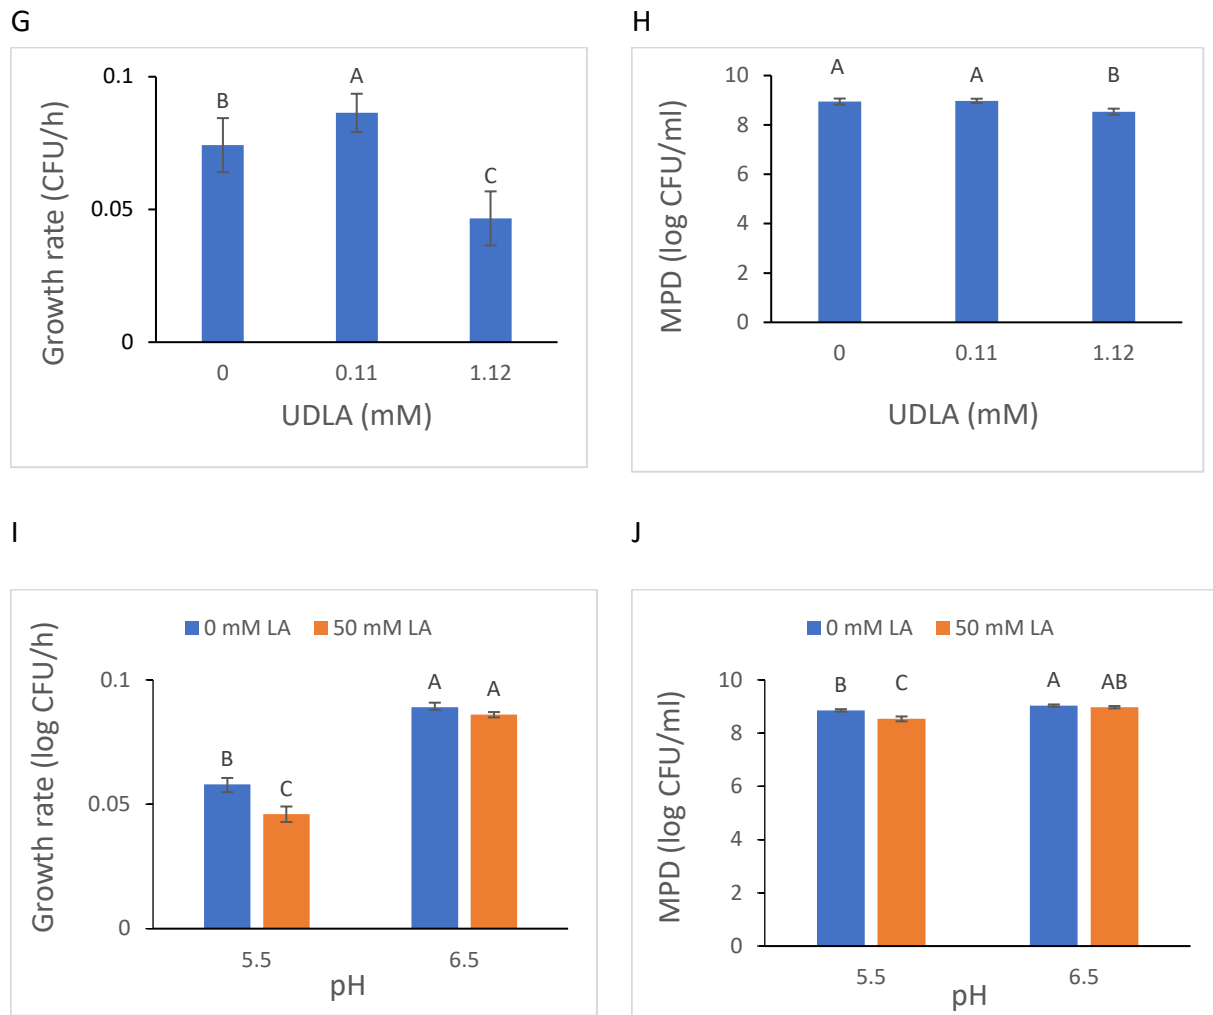 G
Growth rate (CFU/h)
0.1
0.05
0
B
A
C
0
0.11
1.12
UDLA (mM)
H
MPD (log CFU/ml)
10
8
6
4
2
0
A
A
B
0
0.11
1.12
UDLA (mM)
I
0 mM LA
50 mM LA
Growth rate (log CFU/h)
0.1
0.05
0
B
C
A
A
5.5
6.5
pH
J
0 mM LA
50 mM LA
MPD (log CFU/ml)
10
8
6
4
2
0
B
C
A
AB
5.5
6.5
pH